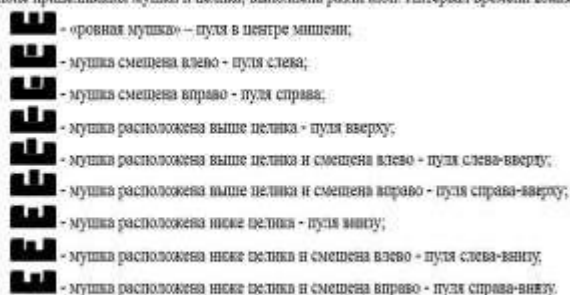 - «ровная мушка» – пуля в центре мишени;
- мушка смещена влево - пуля слева;
- мушка смещена вправо - пуля справа;
- мушка расположена выше целика - пуля вверху;
- мушка расположена выше целика и смещена влево - пуля слева-вверху;
- мушка расположена выше целика и смещена вправо - пуля справа-вверху;
- мушка расположена ниже целика - пуля внизу;
- мушка расположена ниже целика и смещена влево - пуля слева-внизу;
- мушка расположена ниже целика и смещена вправо - пуля справа-внизу.